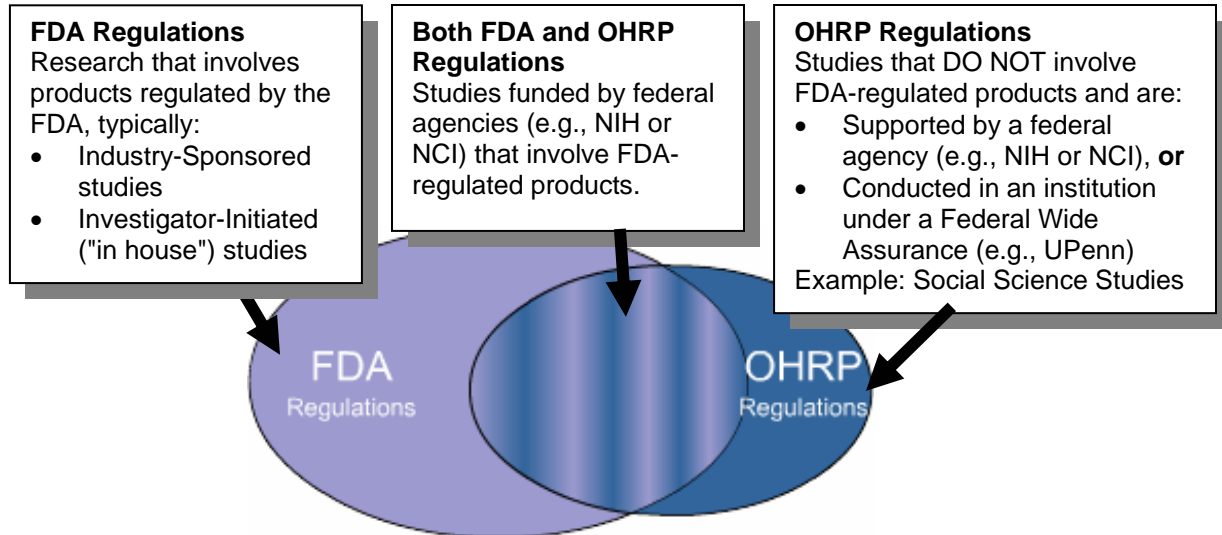 FDA Regulations
Research that involves
products regulated by the
FDA, typically:
• Industry-Sponsored
studies
• Investigator-Initiated
("in house") studies
Both FDA and OHRP
Regulations
Studies funded by federal
agencies (e.g., NIH or
NCI) that involve FDA-
regulated products.
OHRP Regulations
Studies that DO NOT involve
FDA-regulated products and are:
• Supported by a federal
agency (e.g., NIH or NCI), or
• Conducted in an institution
under a Federal Wide
Assurance (e.g., UPenn)
Example: Social Science Studies
FDA
Regulations
OHRP
Regulations